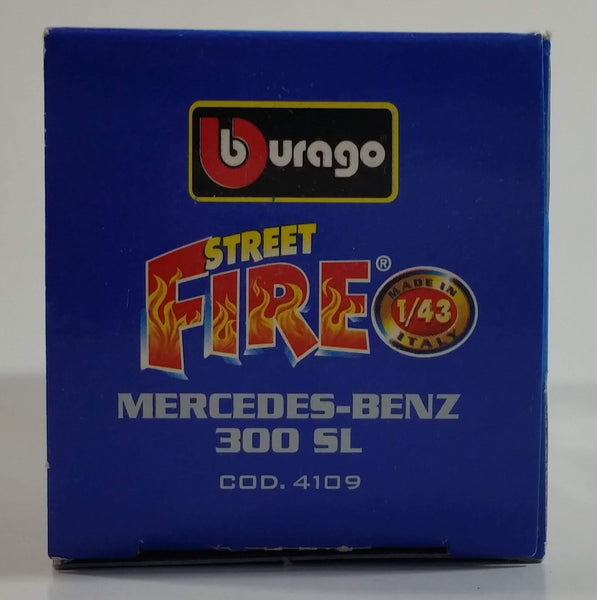 burago
STREET
FIRE®
MADE IN
1/43
ITALY
MERCEDES-BENZ
300 SL
COD. 4109